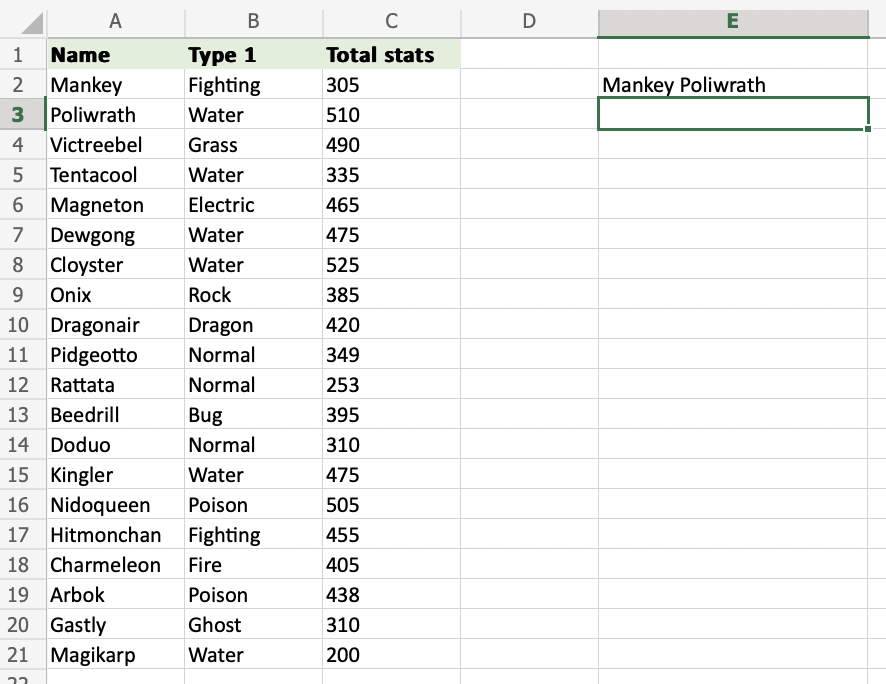 A B C D E
1 Name Type 1 Total stats
2 Mankey Fighting 305 Mankey Poliwrath
3 Poliwrath Water 510
4 Victreebel Grass 490
5 Tentacool Water 335
6 Magneton Electric 465
7 Dewgong Water 475
8 Cloyster Water 525
9 Onix Rock 385
10 Dragonair Dragon 420
11 Pidgeotto Normal 349
12 Rattata Normal 253
13 Beedrill Bug 395
14 Doduo Normal 310
15 Kingler Water 475
16 Nidoqueen Poison 505
17 Hitmonchan Fighting 455
18 Charmeleon Fire 405
19 Arbok Poison 438
20 Gastly Ghost 310
21 Magikarp Water 200